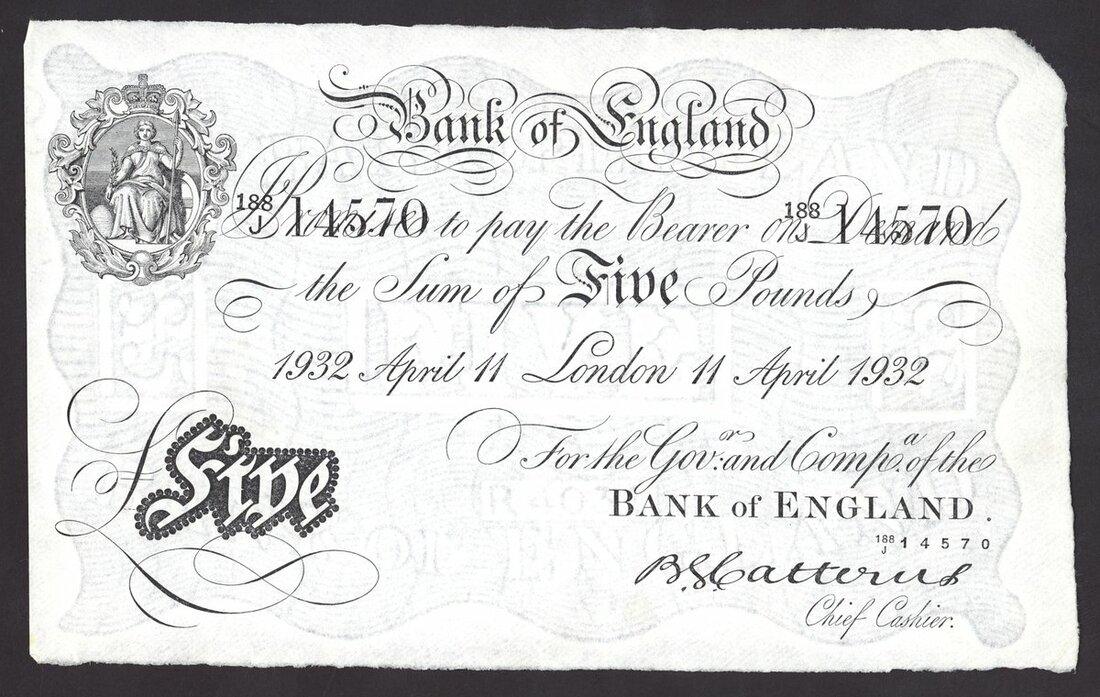 Bank of England
I Promise to pay the Bearer on Demand
188/J 14570 188/J 14570
the Sum of Five Pounds
1932 April 11 London 11 April 1932
For the Govr. and Compa. of the
BANK of ENGLAND.
188/J 14570
B.G. Catterns
Chief Cashier.
£Five